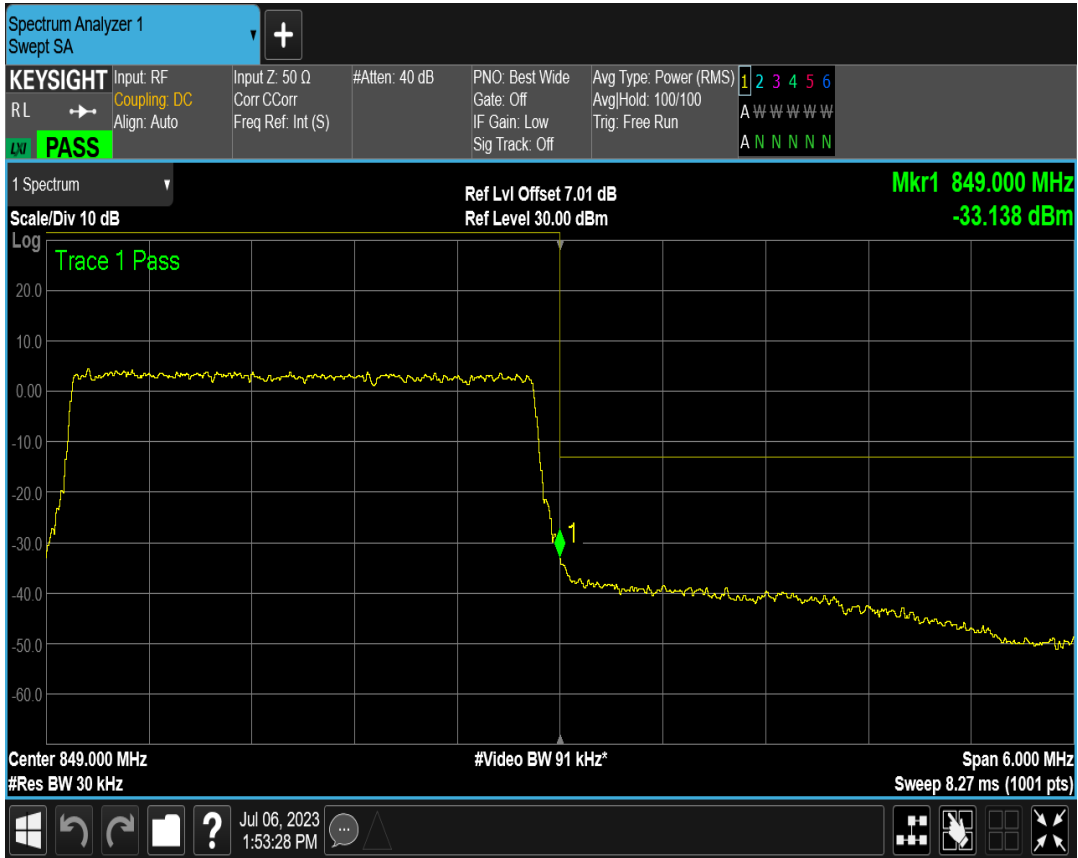 Spectrum Analyzer 1
Swept SA
+
KEYSIGHT
RL
LXI PASS
Input: RF
Coupling: DC
Align: Auto
Input Z: 50 Ω
Corr CCorr
Freq Ref: Int (S)
#Atten: 40 dB
PNO: Best Wide
Gate: Off
IF Gain: Low
Sig Track: Off
Avg Type: Power (RMS)
Avg|Hold: 100/100
Trig: Free Run
1 2 3 4 5 6
A W W W W W
A N N N N N
1 Spectrum
Scale/Div 10 dB
Ref Lvl Offset 7.01 dB
Ref Level 30.00 dBm
Mkr1 849.000 MHz
-33.138 dBm
Log
Trace 1 Pass
20.0
10.0
0.00
-10.0
-20.0
-30.0
-40.0
-50.0
-60.0
1
Center 849.000 MHz
#Res BW 30 kHz
#Video BW 91 kHz*
Span 6.000 MHz
Sweep 8.27 ms (1001 pts)
?
Jul 06, 2023
1:53:28 PM